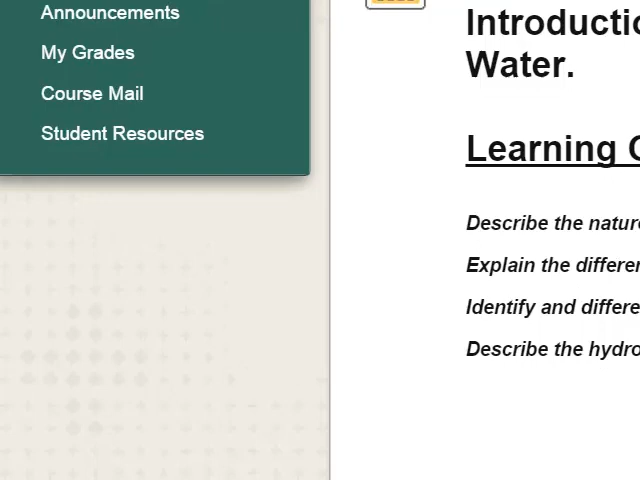 Announcements
My Grades
Course Mail
Student Resources
Introductio
Water.
Learning
Describe the natur
Explain the differe
Identify and differe
Describe the hydro